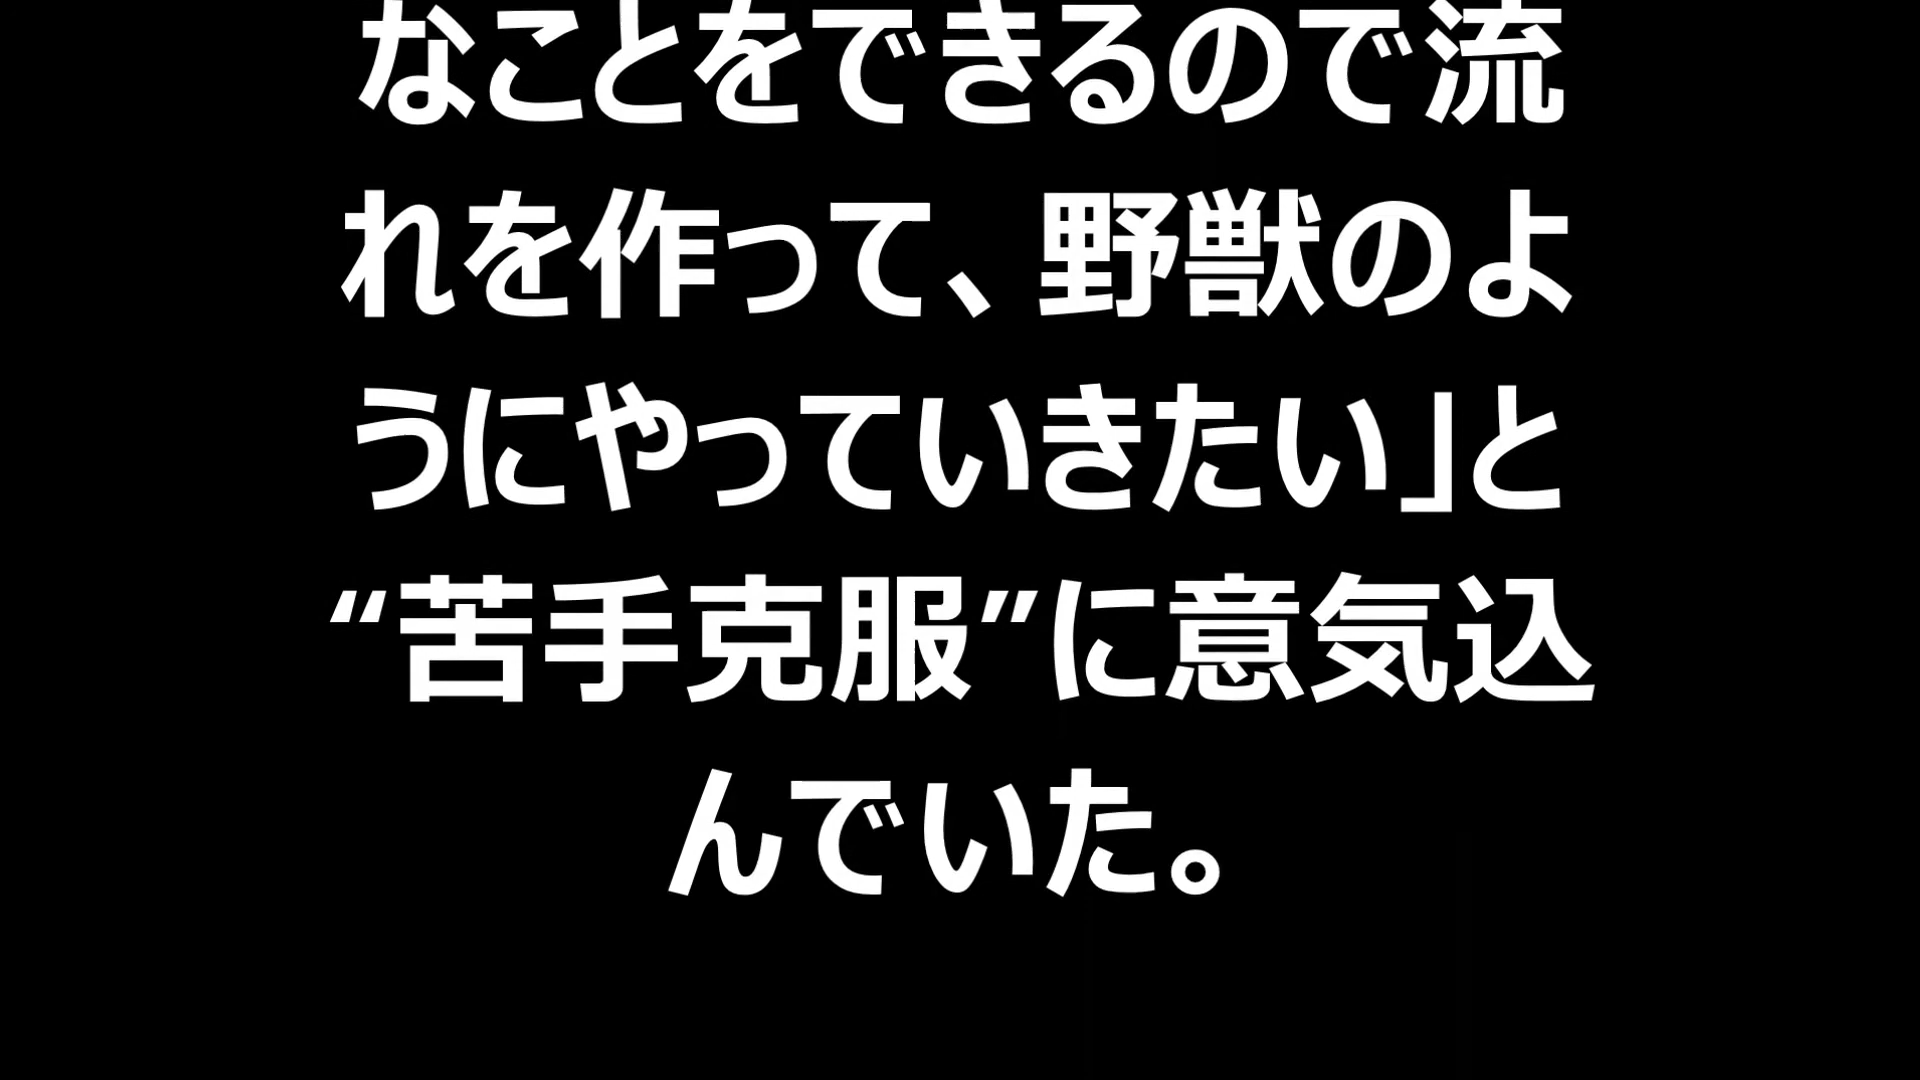 なことをできるので流
れを作って、野獣のよ
うにやっていきたい」と
“苦手克服”に意気込
んでいた。